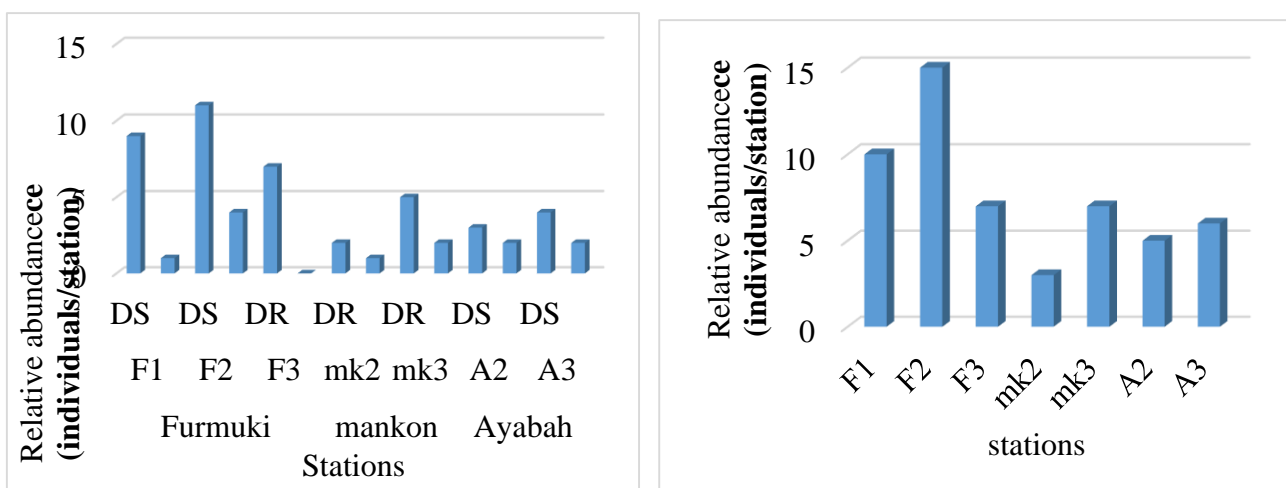 15
10
5
0
Relative abundancece
(individuals/station)
DS DS DR DR DR DS DS
F1 F2 F3 mk2 mk3 A2 A3
Furmuki mankon Ayabah
Stations
15
10
5
0
Relative abundancece
(individuals/station)
F1 F2 F3 mk2 mk3 A2 A3
stations